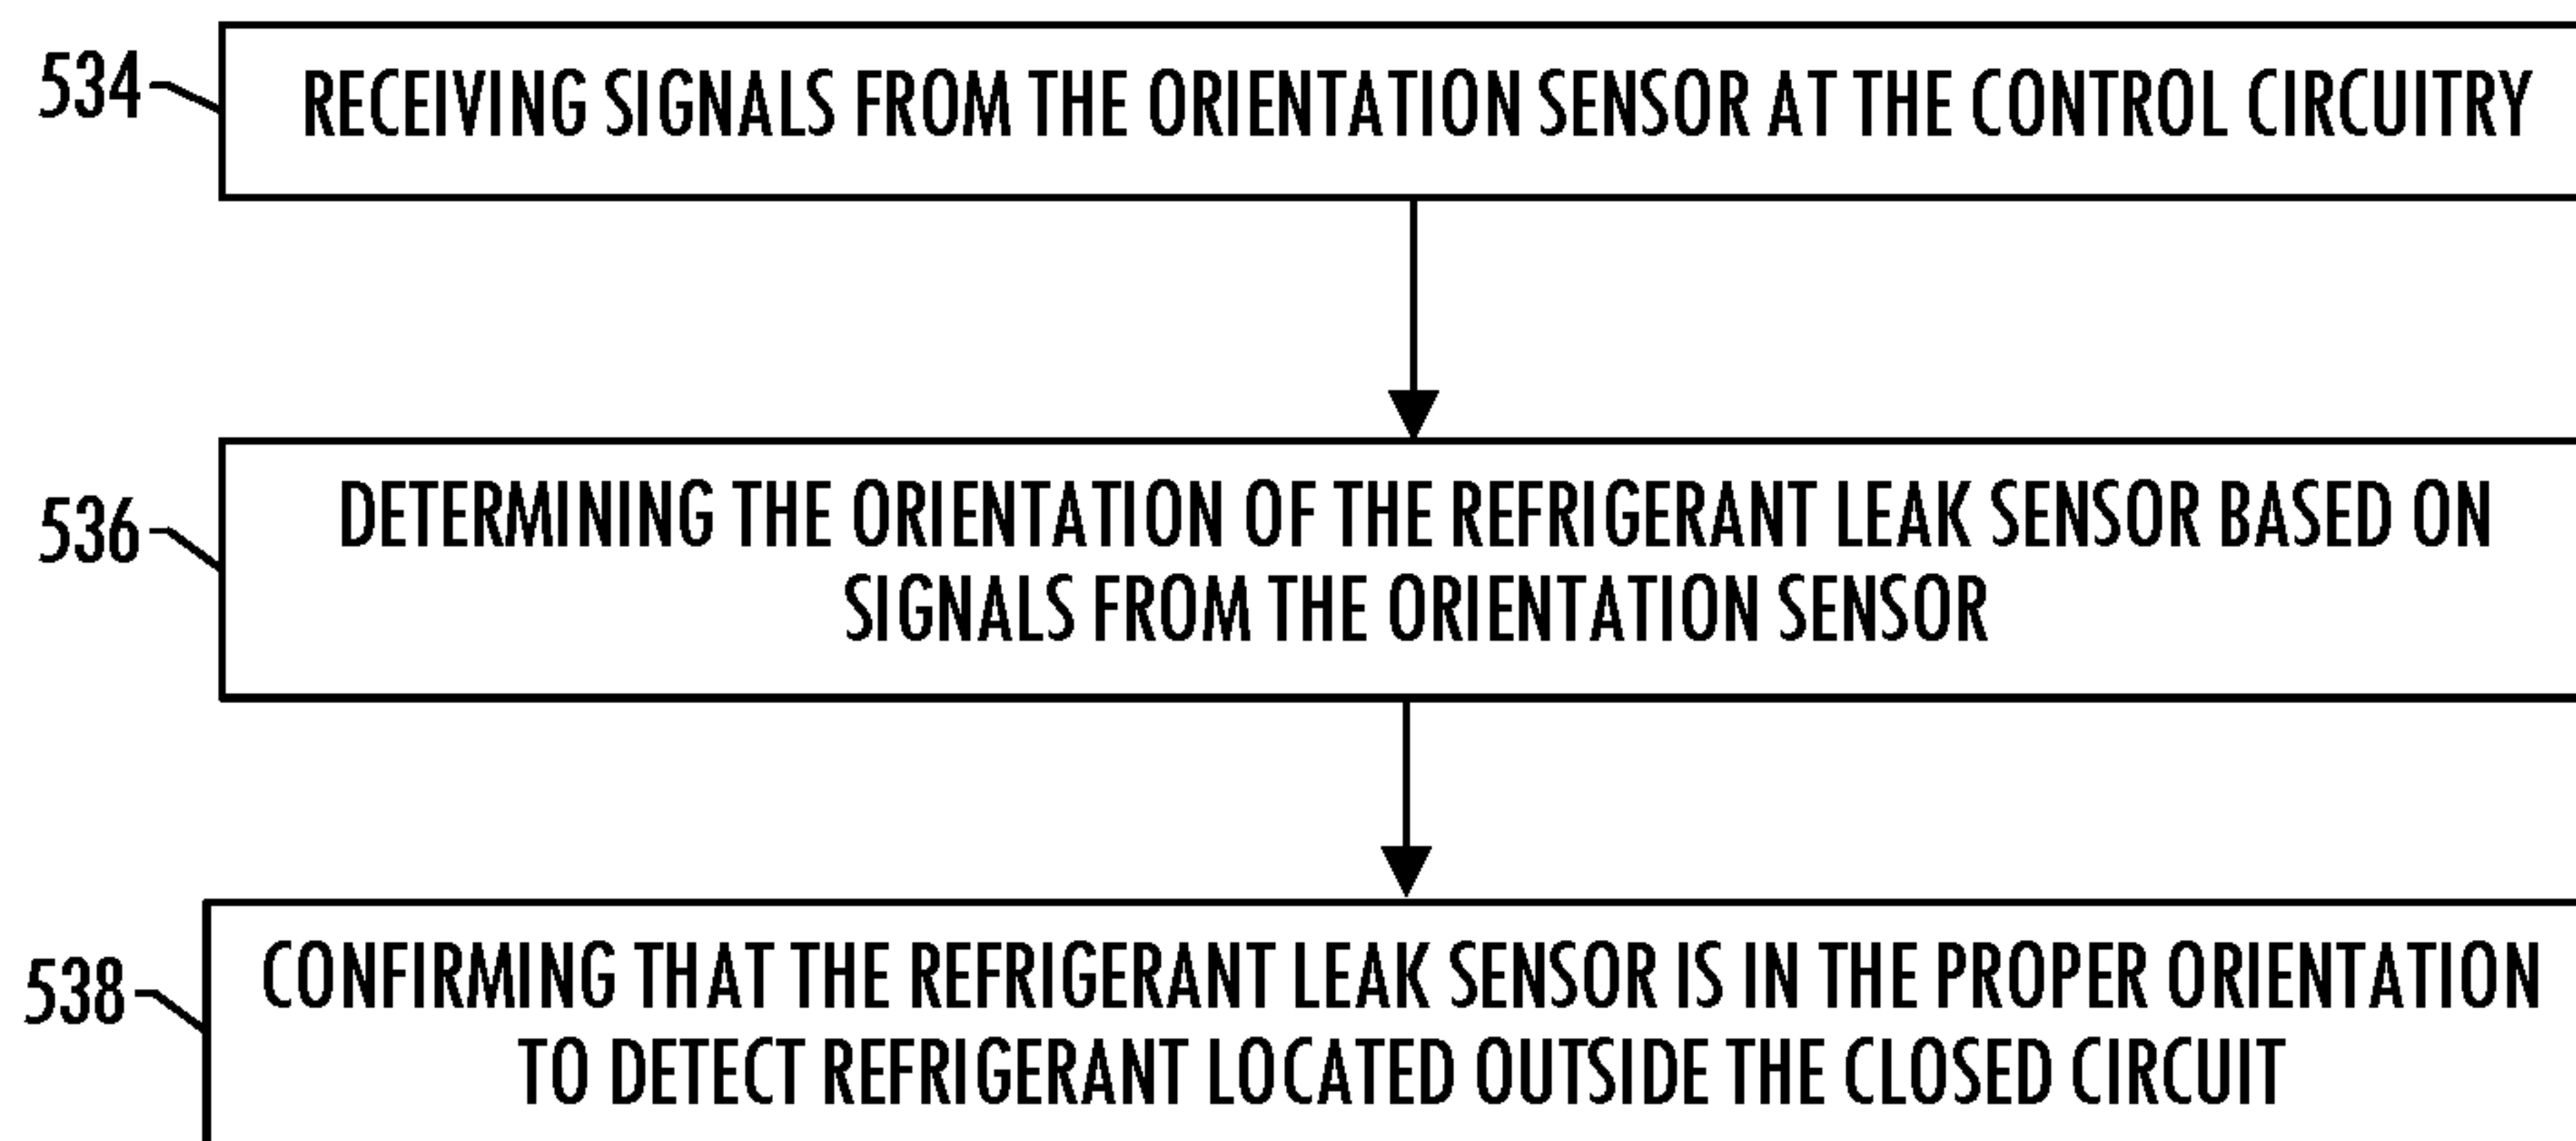 534
RECEIVING SIGNALS FROM THE ORIENTATION SENSOR AT THE CONTROL CIRCUITRY
536
DETERMINING THE ORIENTATION OF THE REFRIGERANT LEAK SENSOR BASED ON
SIGNALS FROM THE ORIENTATION SENSOR
538
CONFIRMING THAT THE REFRIGERANT LEAK SENSOR IS IN THE PROPER ORIENTATION
TO DETECT REFRIGERANT LOCATED OUTSIDE THE CLOSED CIRCUIT